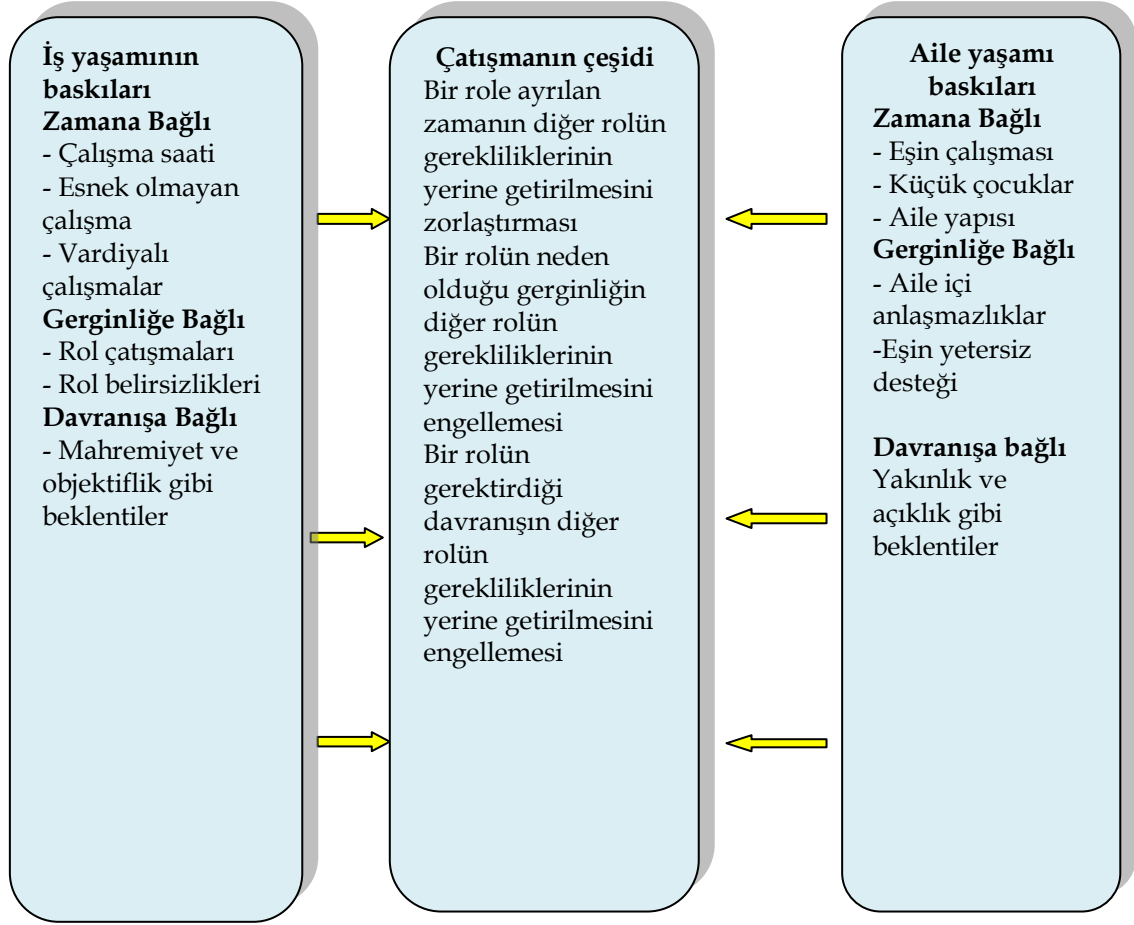 İş yaşamının
baskıları
Zamana Bağlı
- Çalışma saati
- Esnek olmayan
çalışma
- Vardiyalı
çalışmalar
Gerginliğe Bağlı
- Rol çatışmaları
- Rol belirsizlikleri
Davranışa Bağlı
- Mahremiyet ve
objektiflik gibi
beklentiler
Çatışmanın çeşidi
Bir role ayrılan
zamanın diğer rolün
gerekliliklerinin
yerine getirilmesini
zorlaştırması
Bir rolün neden
olduğu gerginliğin
diğer rolün
gerekliliklerinin
yerine getirilmesini
engellemesi
Bir rolün
gerektirdiği
davranışın diğer
rolün
gerekliliklerinin
yerine getirilmesini
engellemesi
Aile yaşamı
baskıları
Zamana Bağlı
- Eşin çalışması
- Küçük çocuklar
- Aile yapısı
Gerginliğe Bağlı
- Aile içi
anlaşmazlıklar
-Eşin yetersiz
desteği
Davranışa bağlı
Yakınlık ve
açıklık gibi
beklentiler